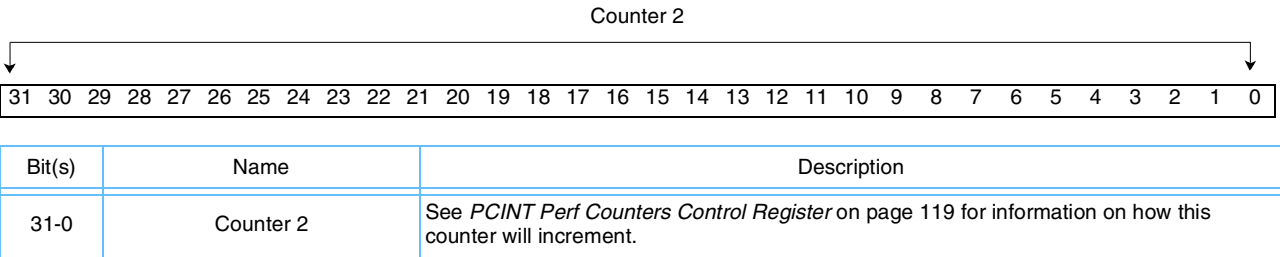 Counter 2
31 30 29 28 27 26 25 24 23 22 21 20 19 18 17 16 15 14 13 12 11 10 9 8 7 6 5 4 3 2 1 0
Bit(s) Name Description
31-0 Counter 2 See PCINT Perf Counters Control Register on page 119 for information on how this
counter will increment.